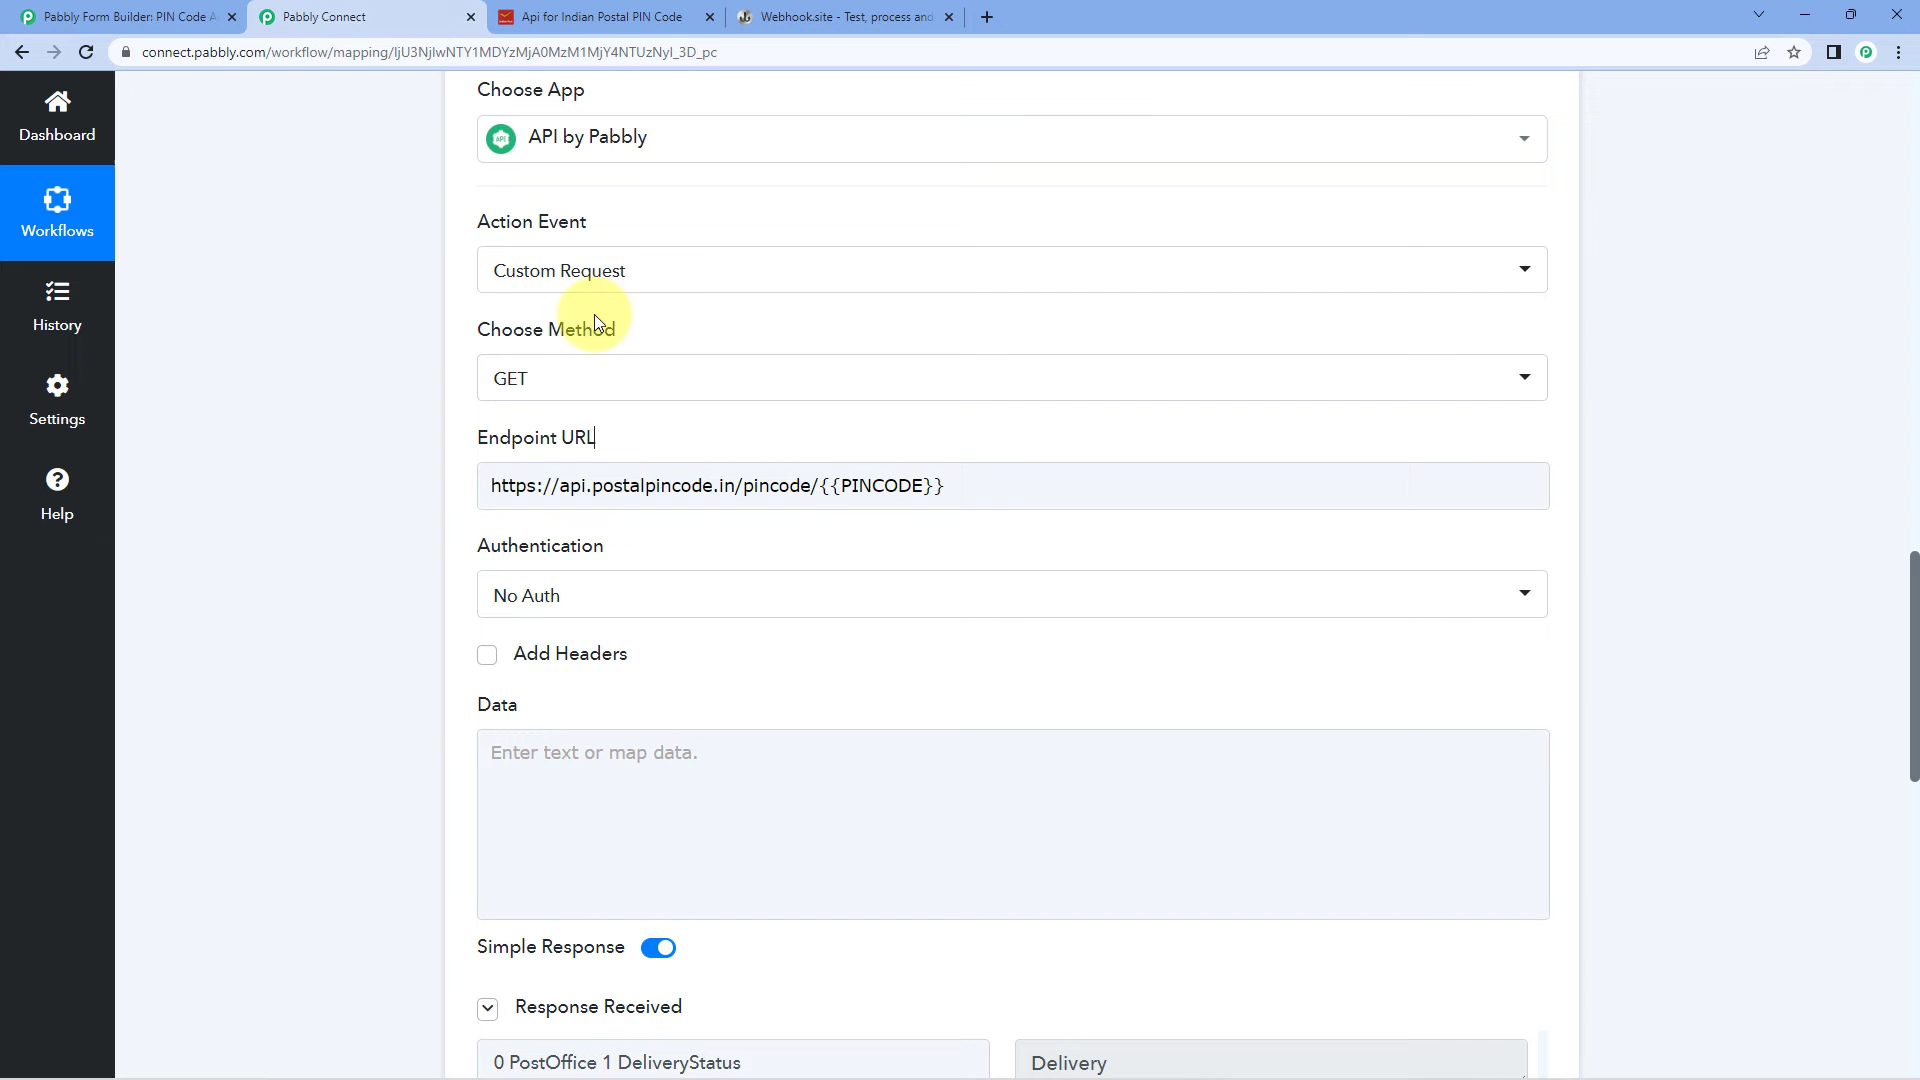 Pabbly Form Builder: PIN Code A
Pabbly Connect
Api for Indian Postal PIN Code
Webhook.site - Test, process and
connect.pabbly.com/workflow/mapping/IjU3NjIwNTY1MDYzMjA0MzM1MjY4NTUzNyI_3D_pc
Dashboard
Workflows
History
Settings
Help
Choose App
API
API by Pabbly
Action Event
Custom Request
Choose Method
GET
Endpoint URL
https://api.postalpincode.in/pincode/{{PINCODE}}
Authentication
No Auth
Add Headers
Data
Enter text or map data.
Simple Response
Response Received
0 PostOffice 1 DeliveryStatus
Delivery